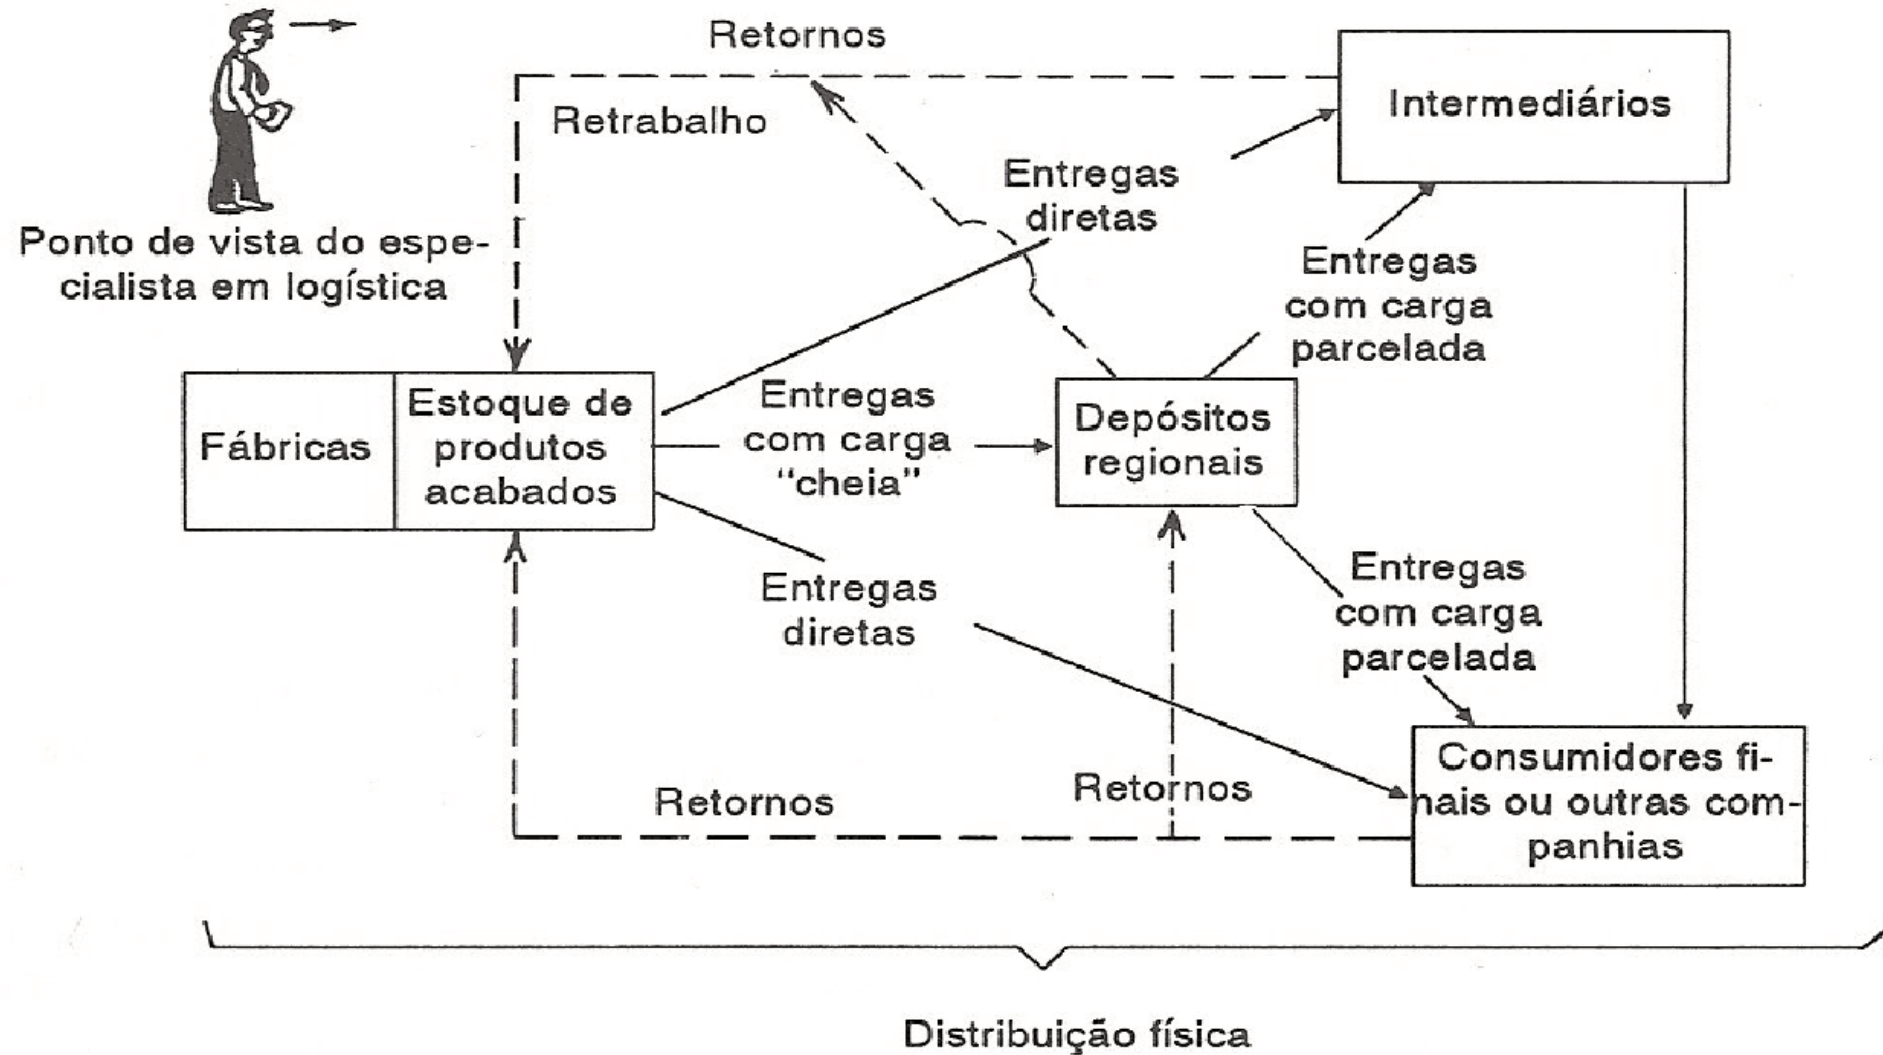 Retornos
Retrabalho
Intermediários
Entregas
diretas
Ponto de vista do espe-
cialista em logística
Entregas
com carga
parcelada
Fábricas
Estoque de
produtos
acabados
Entregas
com carga
“cheia”
Depósitos
regionais
Entregas
diretas
Entregas
com carga
parcelada
Retornos
Retornos
Consumidores fi-
nais ou outras com-
panhias
Distribuição física